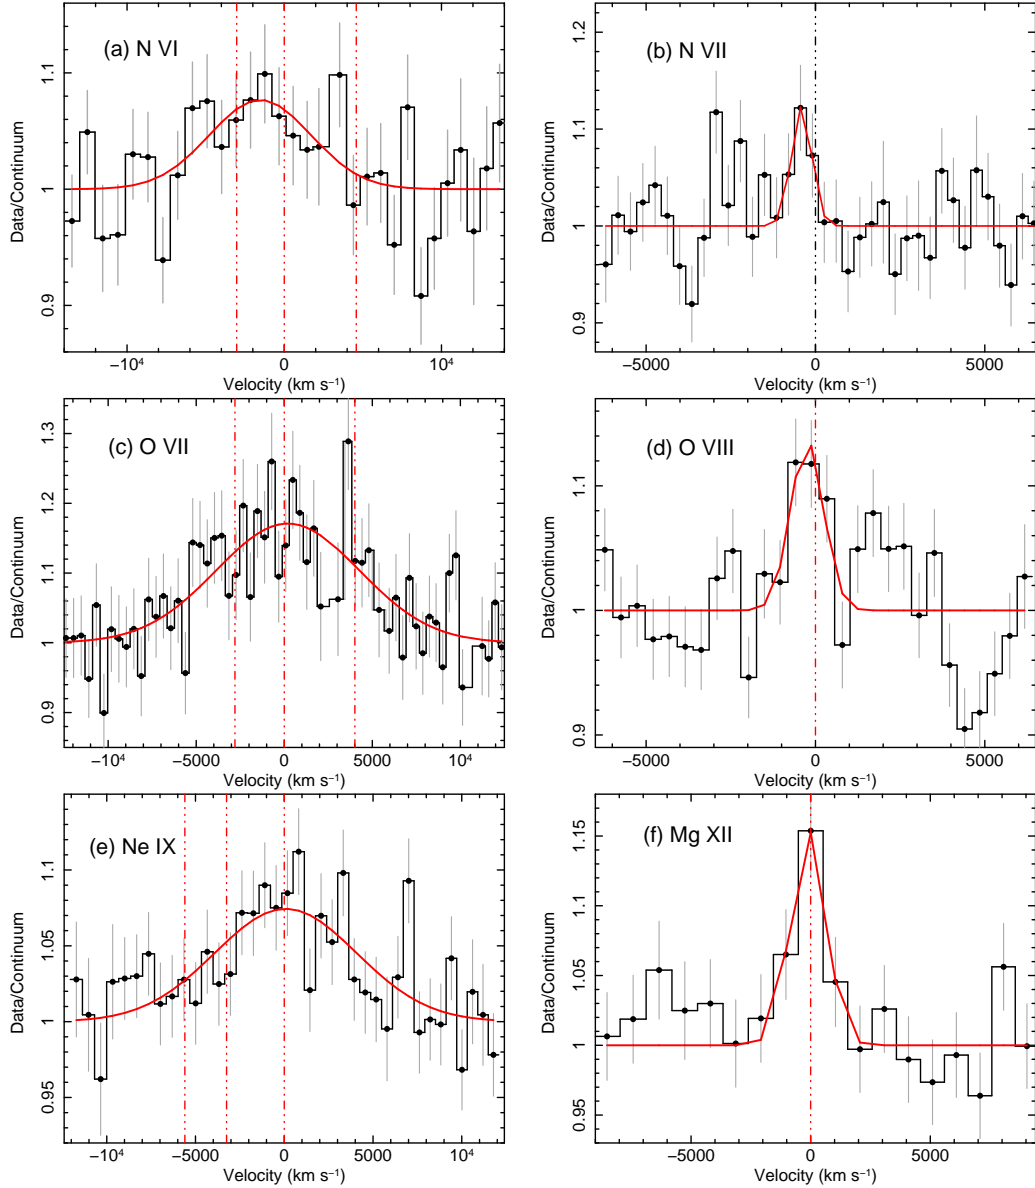 (a) N VI
Data/Continuum
1.1
1
0.9
−10⁴ 0 10⁴
Velocity (km s⁻¹)
(b) N VII
Data/Continuum
1.2
1.1
1
0.9
−5000 0 5000
Velocity (km s⁻¹)
(c) O VII
Data/Continuum
1.3
1.2
1.1
1
0.9
−10⁴ −5000 0 5000 10⁴
Velocity (km s⁻¹)
(d) O VIII
Data/Continuum
1.1
1
0.9
−5000 0 5000
Velocity (km s⁻¹)
(e) Ne IX
Data/Continuum
1.1
1.05
1
0.95
−10⁴ −5000 0 5000 10⁴
Velocity (km s⁻¹)
(f) Mg XII
Data/Continuum
1.15
1.1
1.05
1
0.95
−5000 0 5000
Velocity (km s⁻¹)